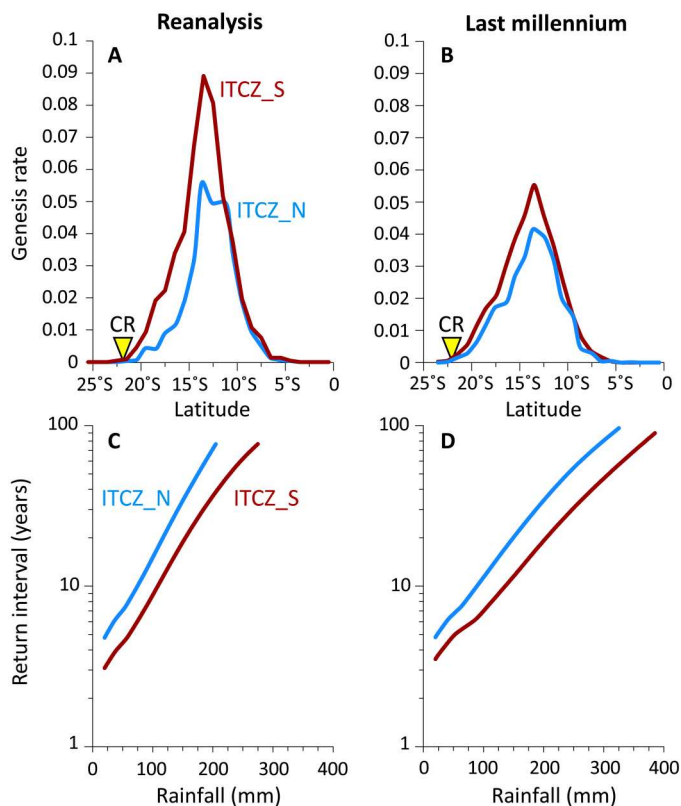 Reanalysis
Last millennium
A
0.1
0.09
0.08
0.07
0.06
0.05
0.04
0.03
0.02
0.01
0
Genesis rate
ITCZ_S
ITCZ_N
CR
25°S 20°S 15°S 10°S 5°S 0
Latitude
B
0.1
0.09
0.08
0.07
0.06
0.05
0.04
0.03
0.02
0.01
0
CR
25°S 20°S 15°S 10°S 5°S 0
Latitude
C
100
10
1
Return interval (years)
ITCZ_N
ITCZ_S
0 100 200 300 400
Rainfall (mm)
D
100
10
1
0 100 200 300 400
Rainfall (mm)